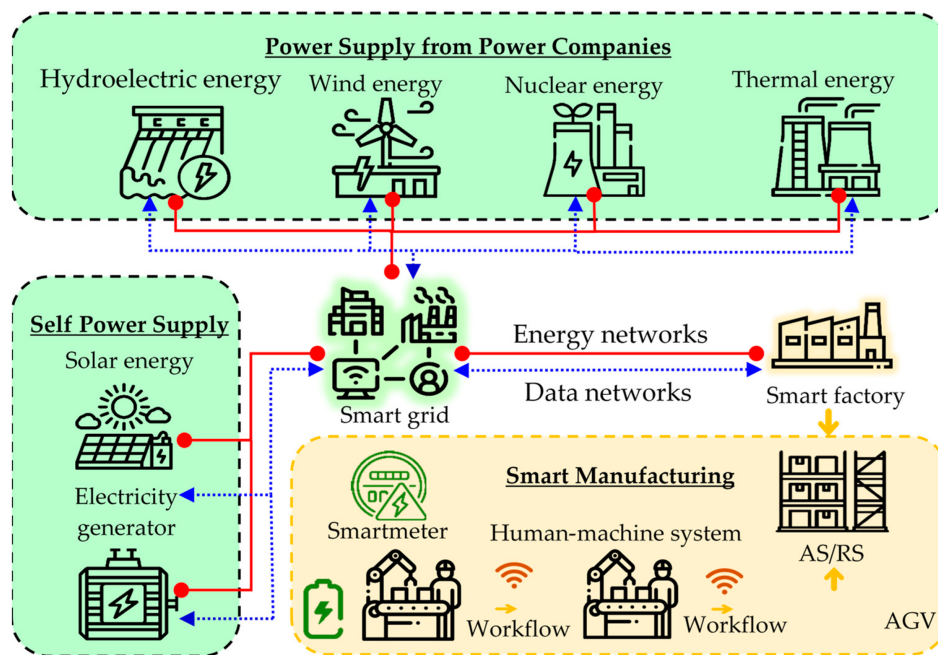 Power Supply from Power Companies
Hydroelectric energy
Wind energy
Nuclear energy
Thermal energy
Self Power Supply
Solar energy
Electricity
generator
Smart grid
Energy networks
Data networks
Smart factory
Smart Manufacturing
Smartmeter
Human-machine system
AS/RS
Workflow
Workflow
AGV